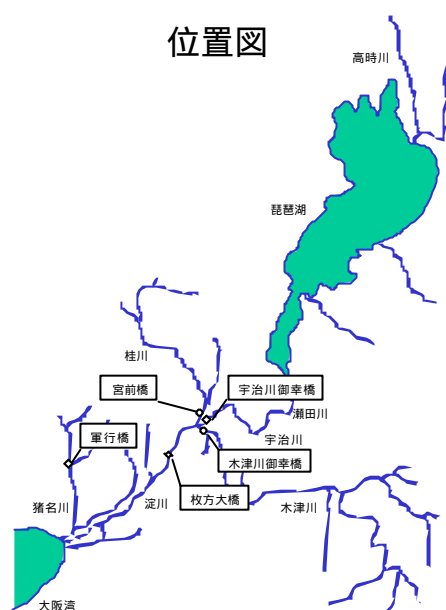 位置図
高時川
琵琶湖
桂川
宮前橋
宇治川御幸橋
瀬田川
軍行橋
宇治川
木津川御幸橋
猪名川
淀川
枚方大橋
木津川
大阪湾